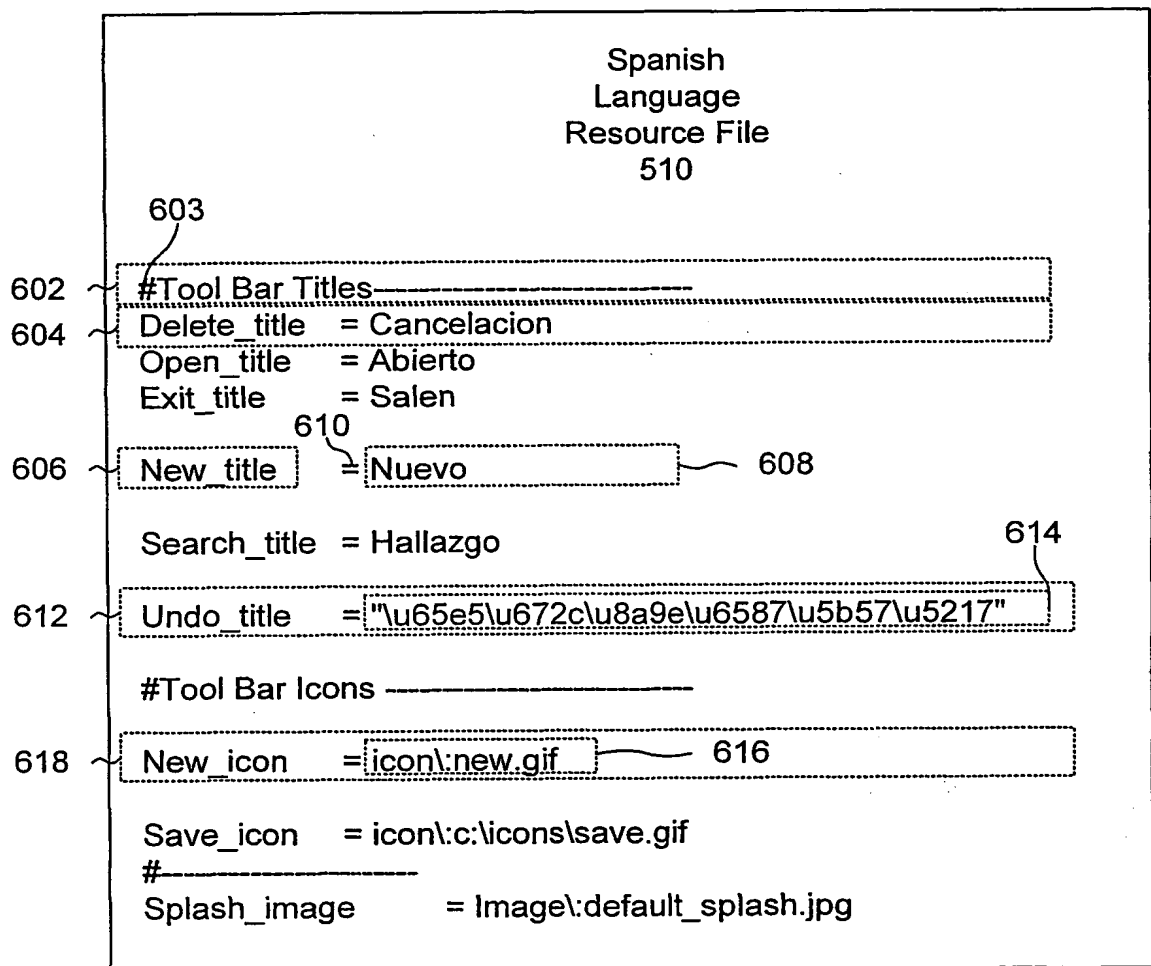 Spanish
Language
Resource File
510
603
602 #Tool Bar Titles------------------------------
604 Delete_title = Cancelacion
Open_title = Abierto
Exit_title = Salen
610
606 New_title = Nuevo 608
Search_title = Hallazgo
614
612 Undo_title = "\u65e5\u672c\u8a9e\u6587\u5b57\u5217"
#Tool Bar Icons -----------------------------
618 New_icon = icon\:new.gif 616
Save_icon = icon\:c:\icons\save.gif
#------------------------
Splash_image = Image\:default_splash.jpg